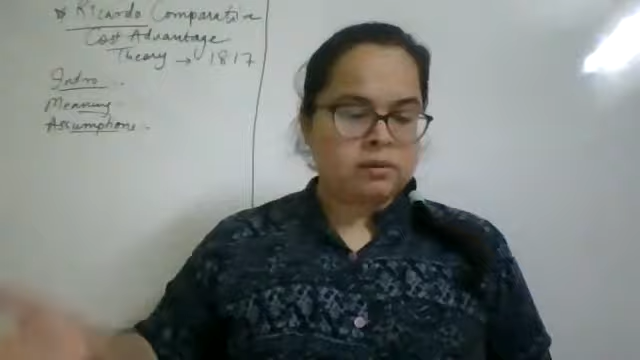 * Ricardo Comparative
Cost Advantage
Theory → 1817
Intro
Meaning
Assumptions.